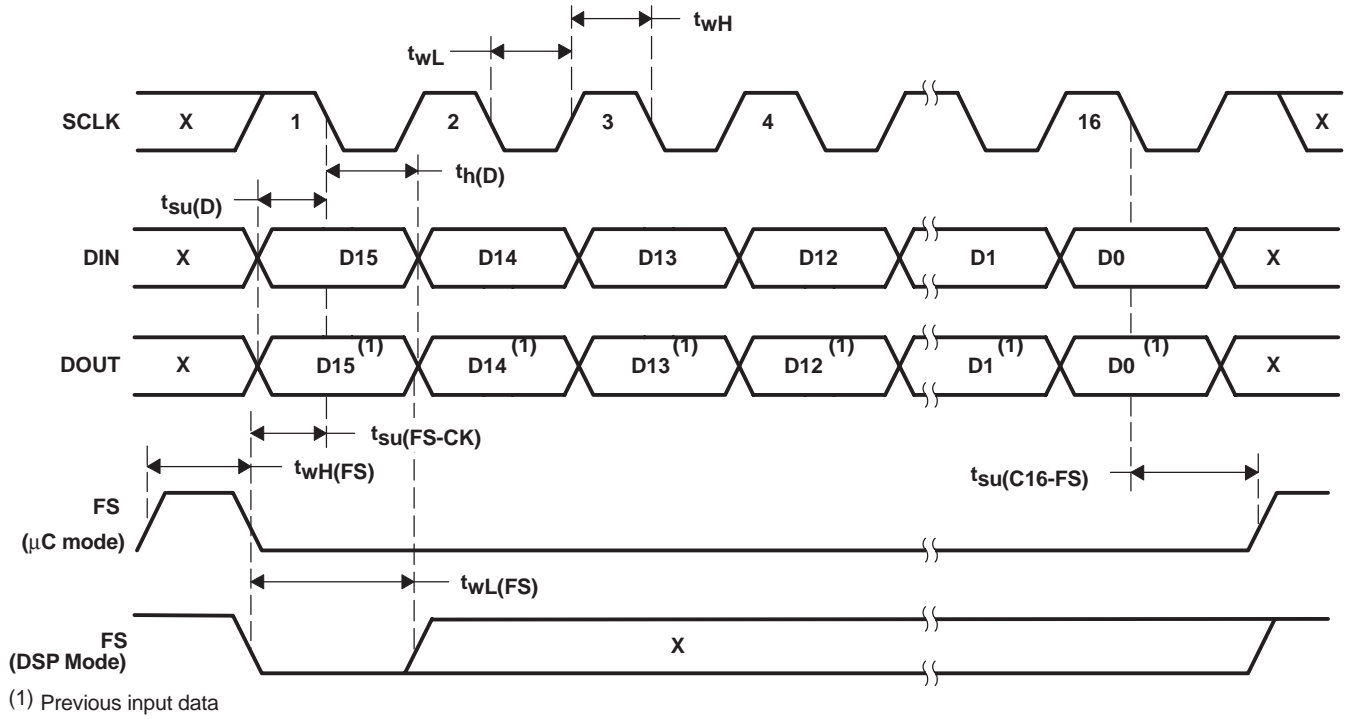 twH
twL
SCLK X 1 2 3 4 16 X
th(D)
tsu(D)
DIN X D15 D14 D13 D12 D1 D0 X
DOUT X D15(1) D14(1) D13(1) D12(1) D1(1) D0(1) X
tsu(FS-CK)
twH(FS)
tsu(C16-FS)
FS
(μC mode)
twL(FS)
FS
(DSP Mode)
X
(1) Previous input data